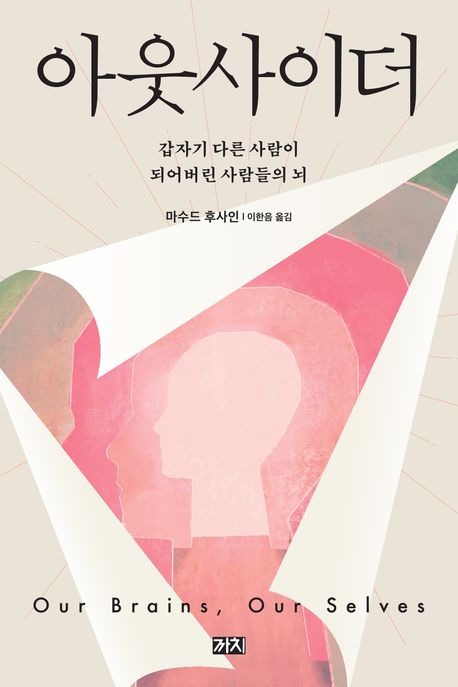 아웃사이더
갑자기 다른 사람이
되어버린 사람들의 뇌
마수드 후사인 | 이한음 옮김
Our Brains, Our Selves
까치